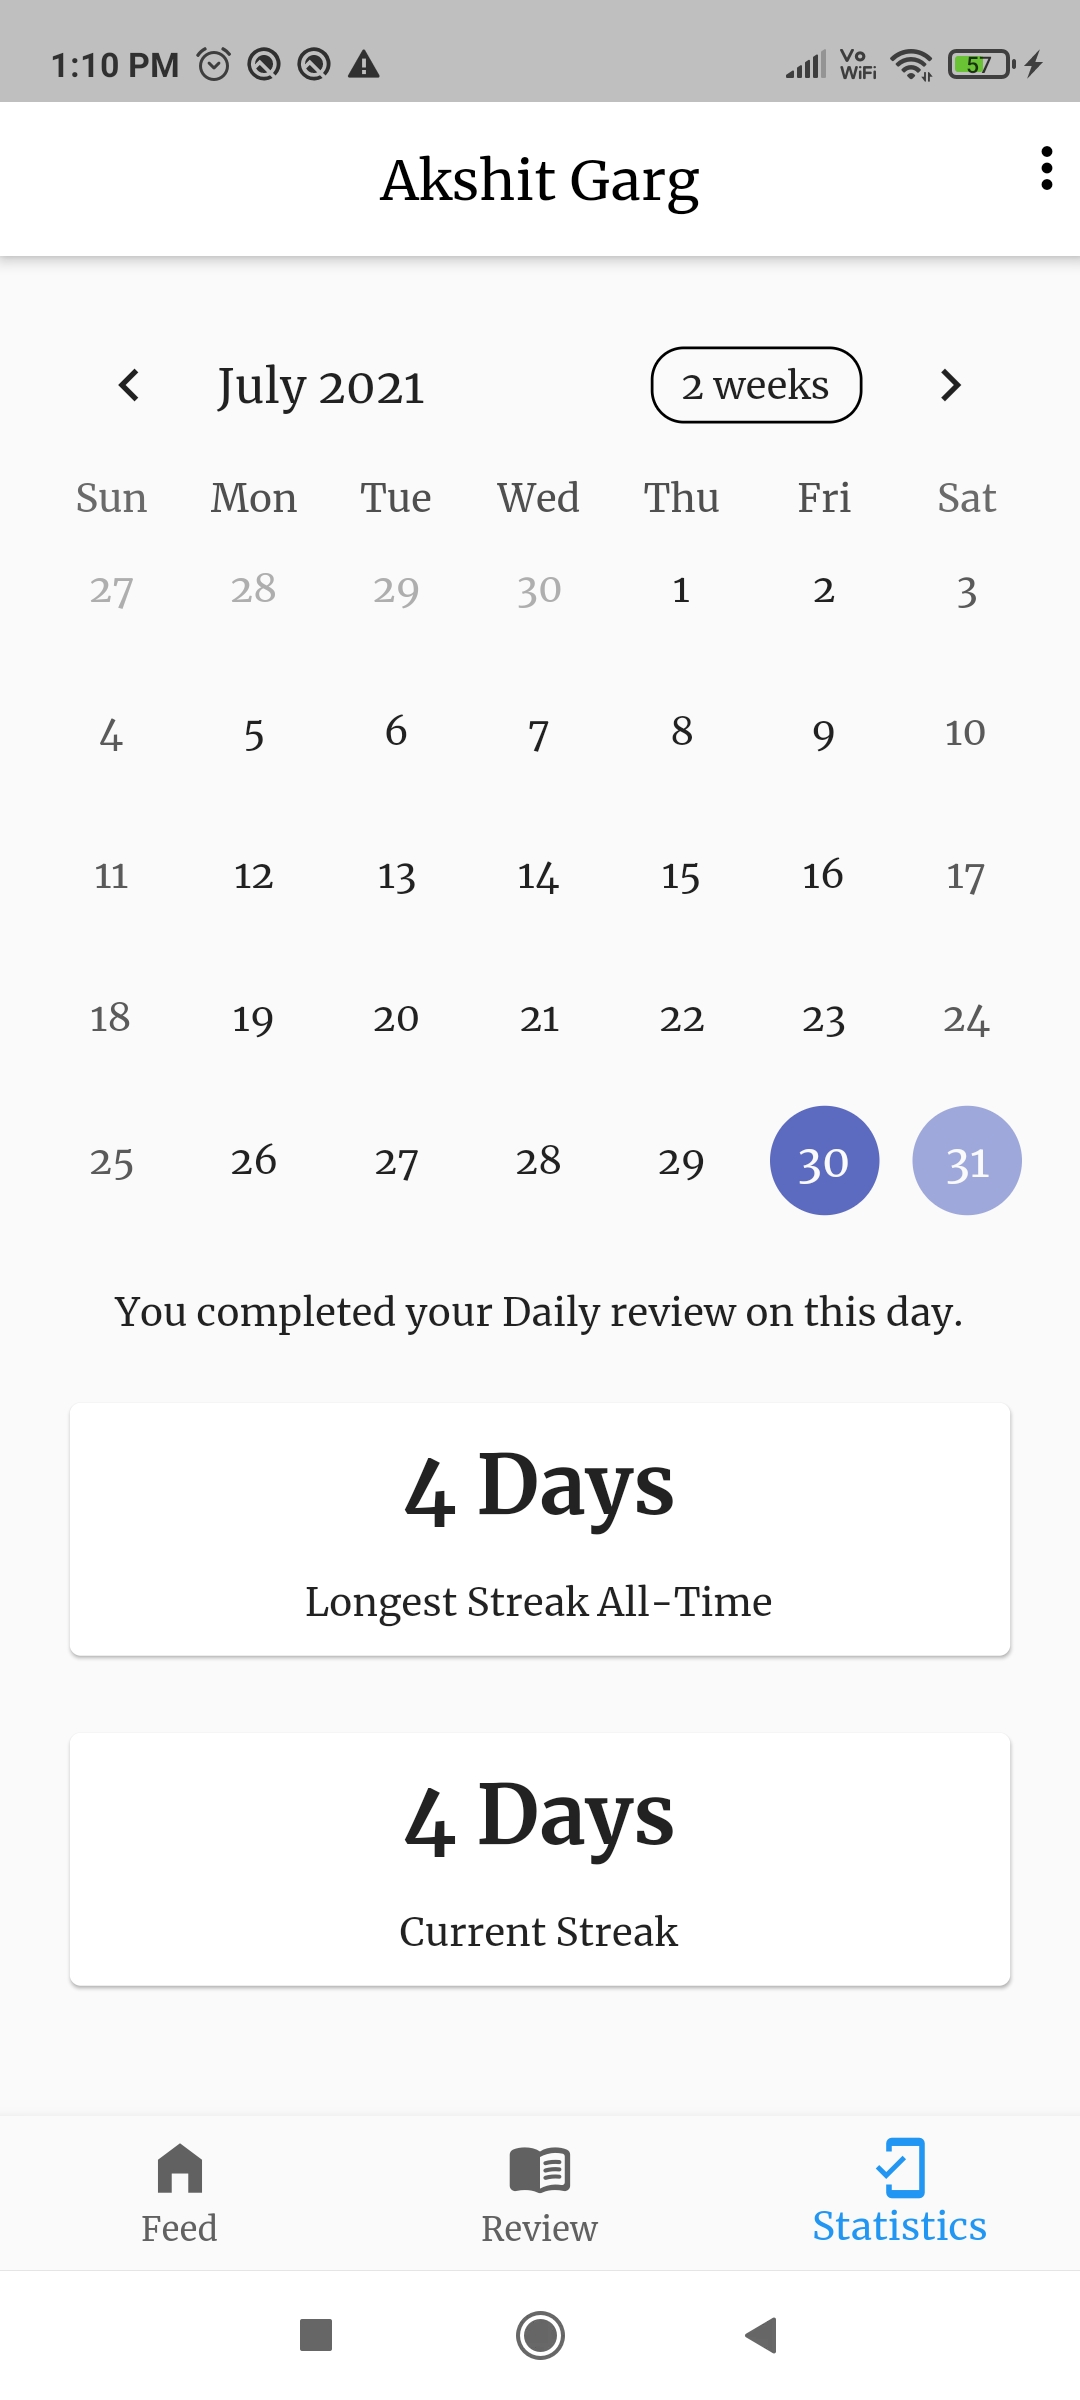 1:10 PM Vo WiFi 57
Akshit Garg
July 2021 2 weeks
Sun Mon Tue Wed Thu Fri Sat
27 28 29 30 1 2 3
4 5 6 7 8 9 10
11 12 13 14 15 16 17
18 19 20 21 22 23 24
25 26 27 28 29 30 31
You completed your Daily review on this day.
4 Days
Longest Streak All-Time
4 Days
Current Streak
Feed Review Statistics